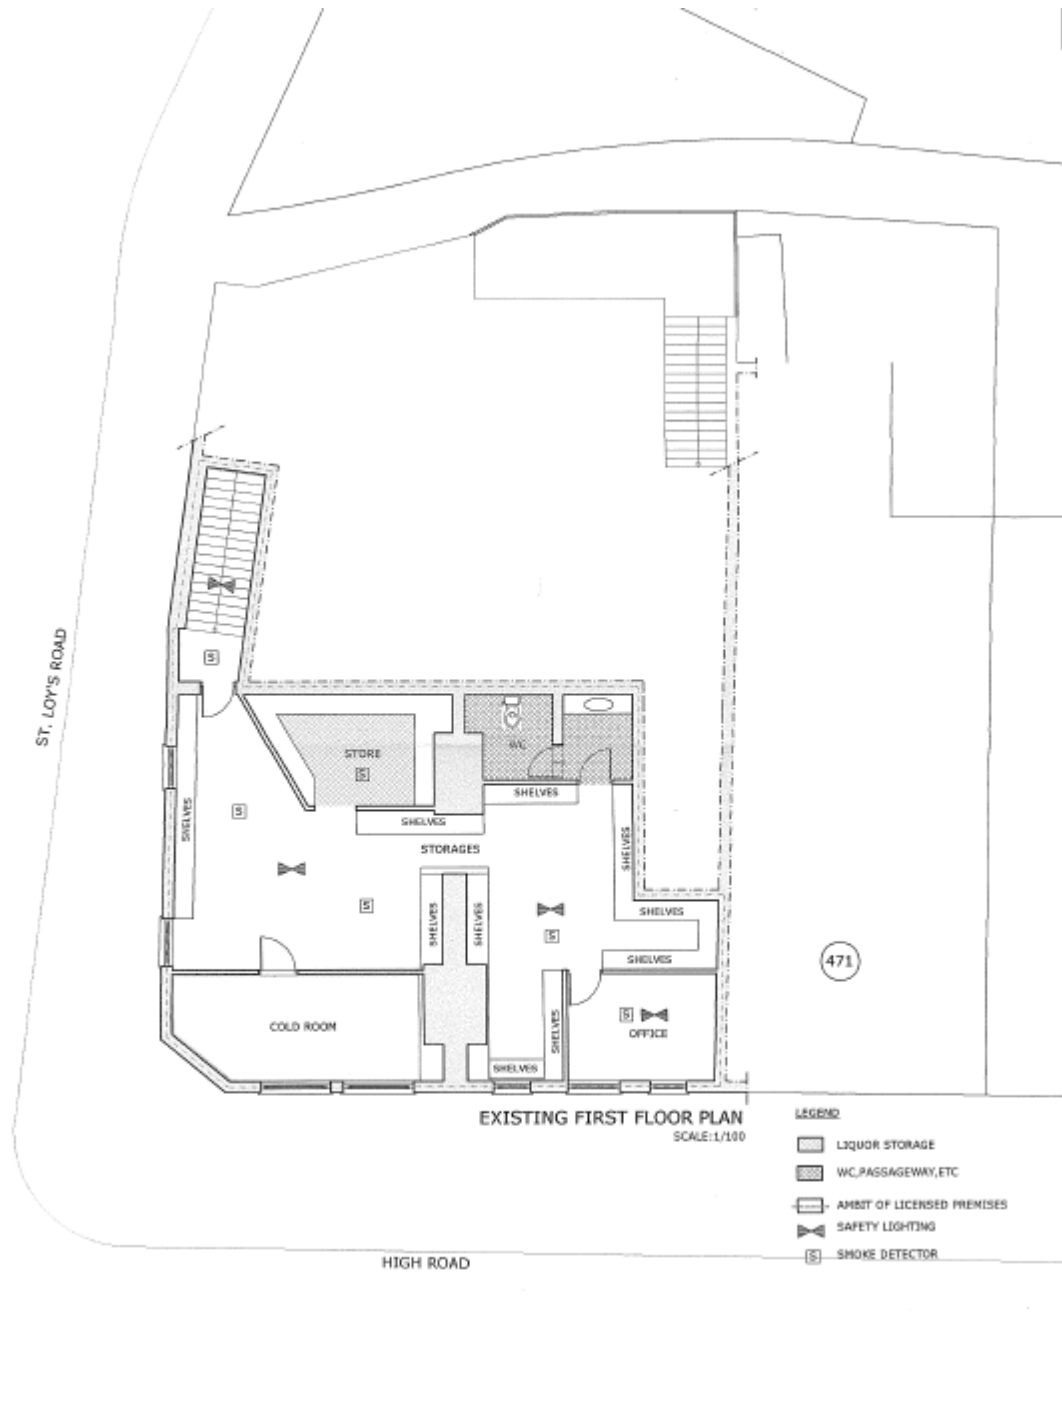 ST. LOY'S ROAD
S
STORE
S
WC
SHELVES
SHELVES
S
SHELVES
SHELVES
STORAGES
S
SHELVES
SHELVES
SHELVES
S
SHELVES
471
COLD ROOM
S
OFFICE
SHELVES
SHELVES
EXISTING FIRST FLOOR PLAN
SCALE:1/100
LEGEND
LIQUOR STORAGE
WC,PASSAGEWAY,ETC
AMBIT OF LICENSED PREMISES
SAFETY LIGHTING
S SMOKE DETECTOR
HIGH ROAD